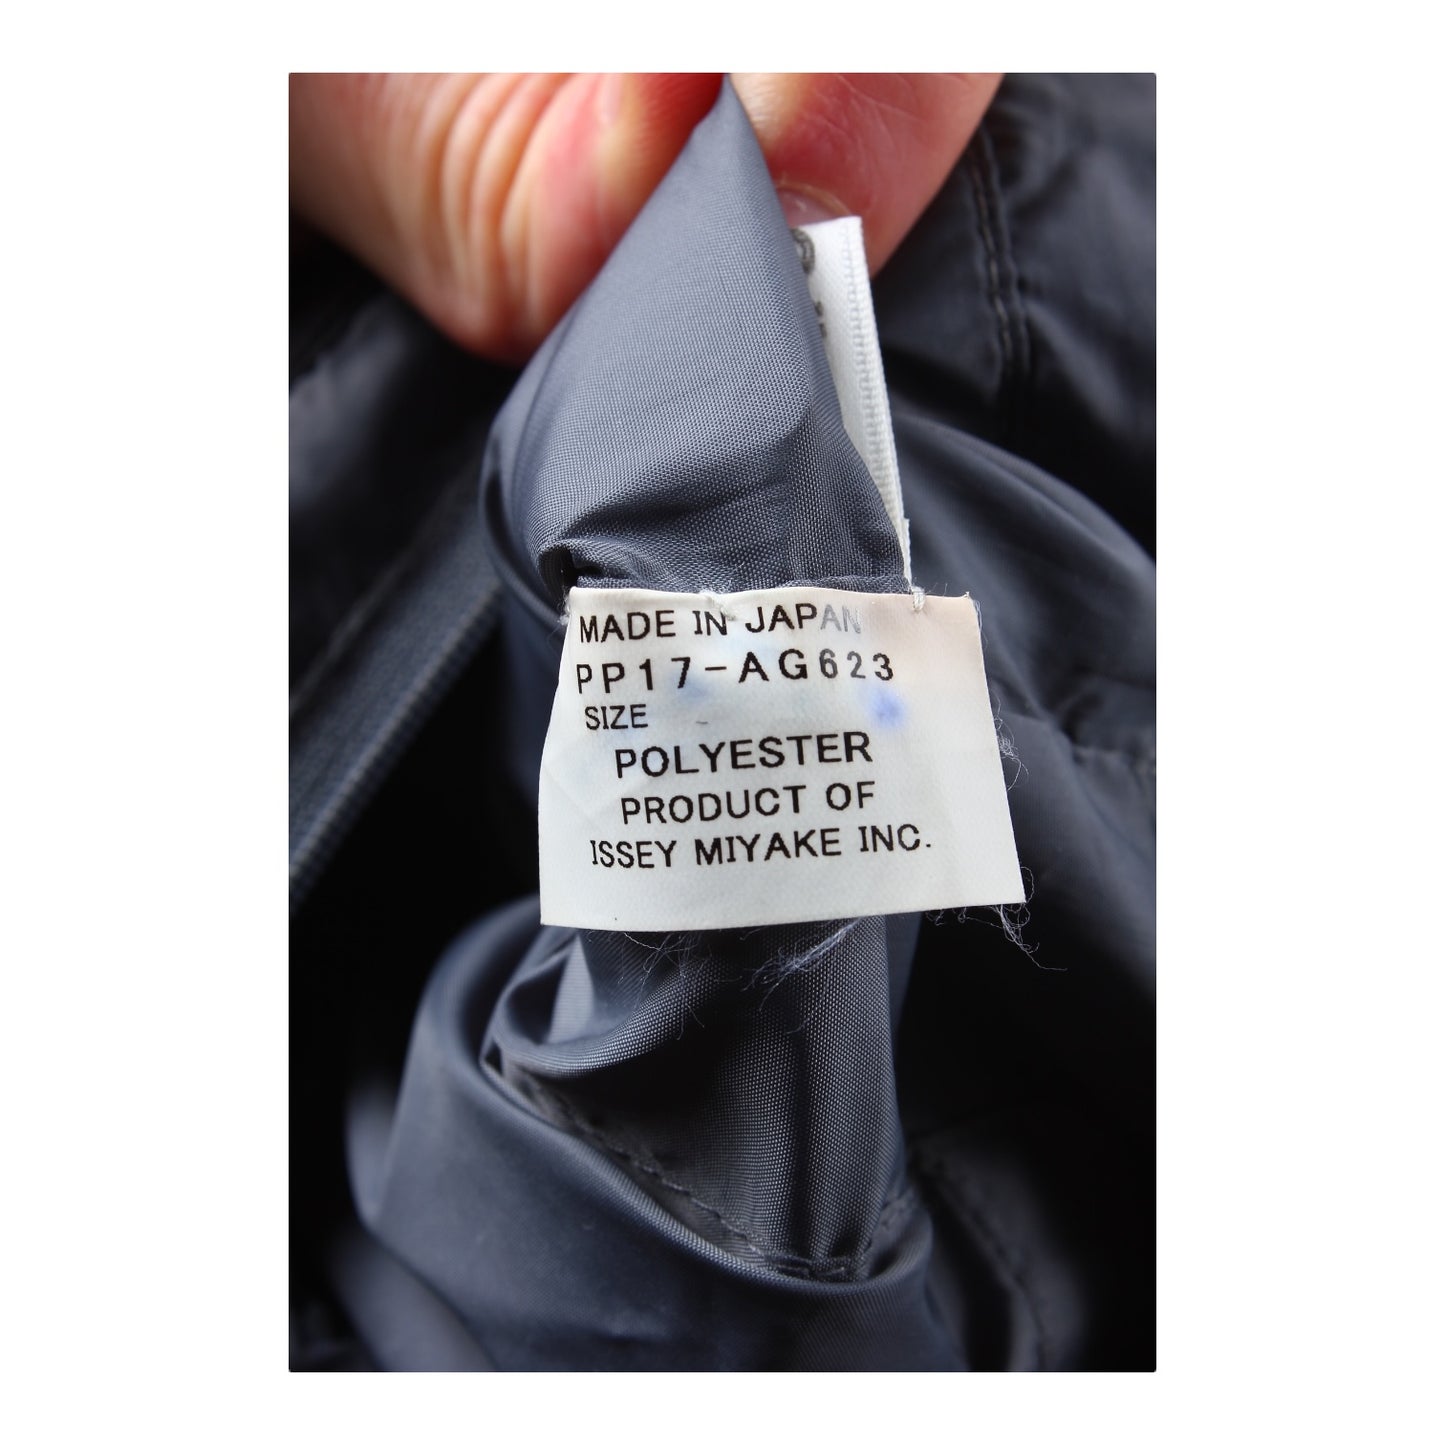 MADE IN JAPAN
PP17-AG623
SIZE
POLYESTER
PRODUCT OF
ISSEY MIYAKE INC.